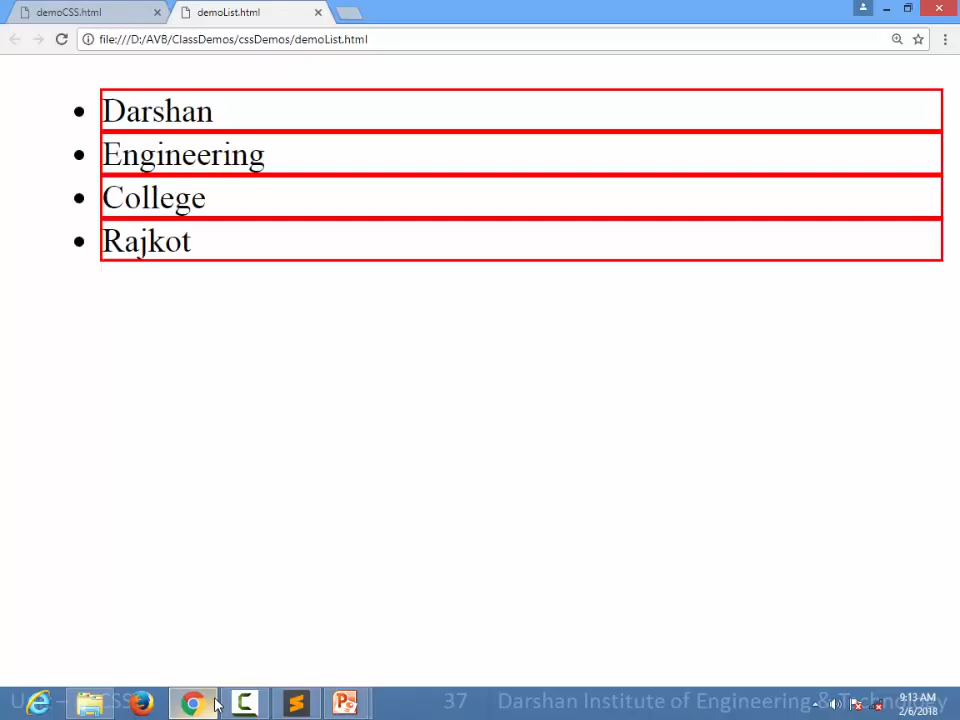 demoCSS.html
demoList.html
file:///D:/AVB/ClassDemos/cssDemos/demoList.html
Darshan
Engineering
College
Rajkot
37
Darshan Institute of Engineering & Technology
9:13 AM
2/6/2018